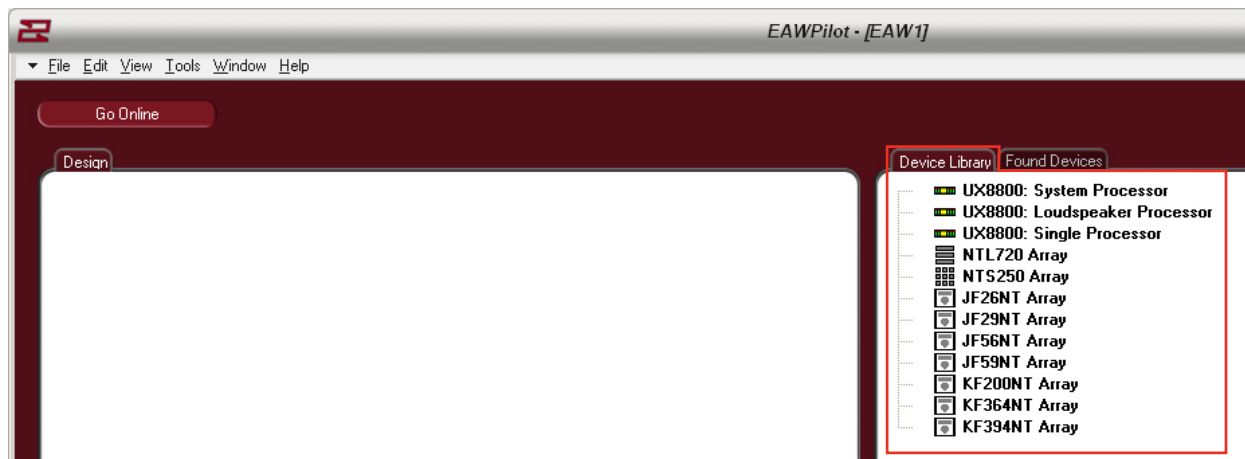 EAWPilot - [EAW1]
File Edit View Tools Window Help
Go Online
Design
Device Library Found Devices
UX8800: System Processor
UX8800: Loudspeaker Processor
UX8800: Single Processor
NTL720 Array
NTS250 Array
JF26NT Array
JF29NT Array
JF56NT Array
JF59NT Array
KF200NT Array
KF364NT Array
KF394NT Array